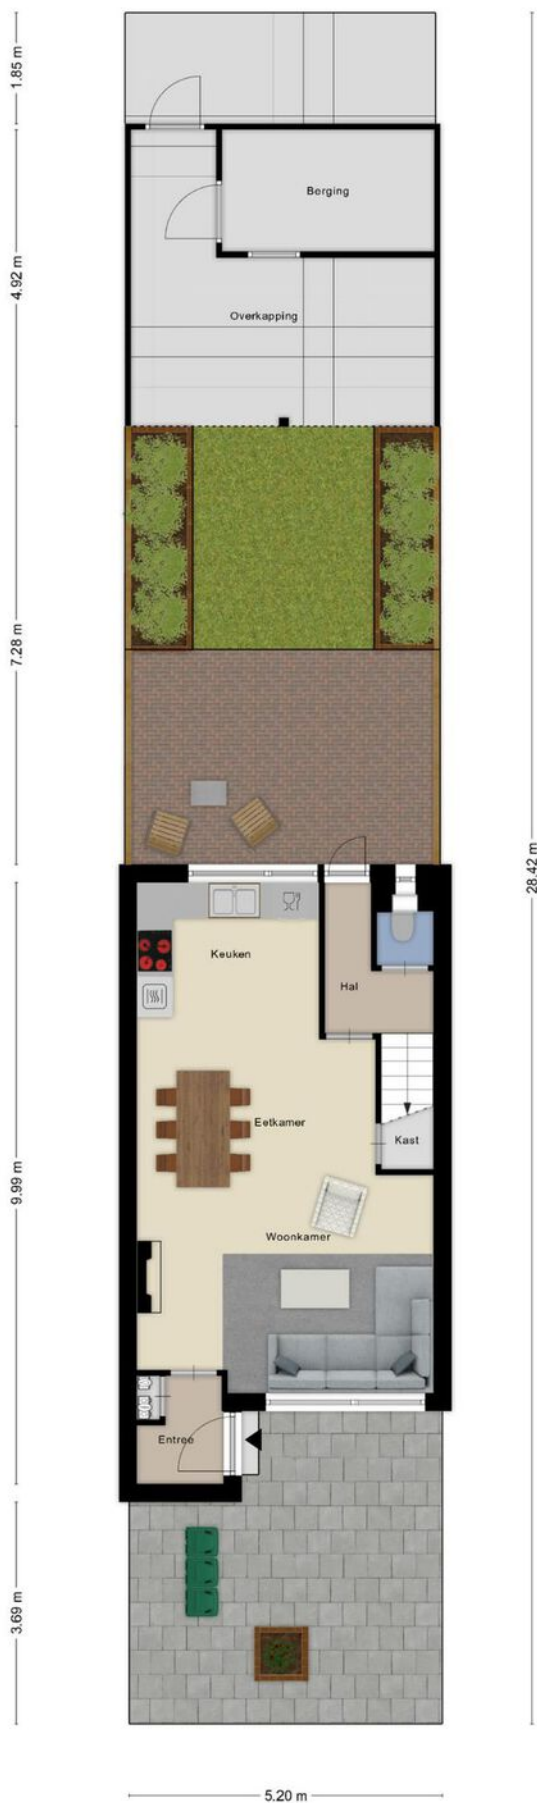 1.85 m
Berging
4.92 m
Overkapping
7.28 m
28.42 m
Keuken
Hal
Eetkamer
Kast
9.99 m
Woonkamer
Entree
3.69 m
5.20 m